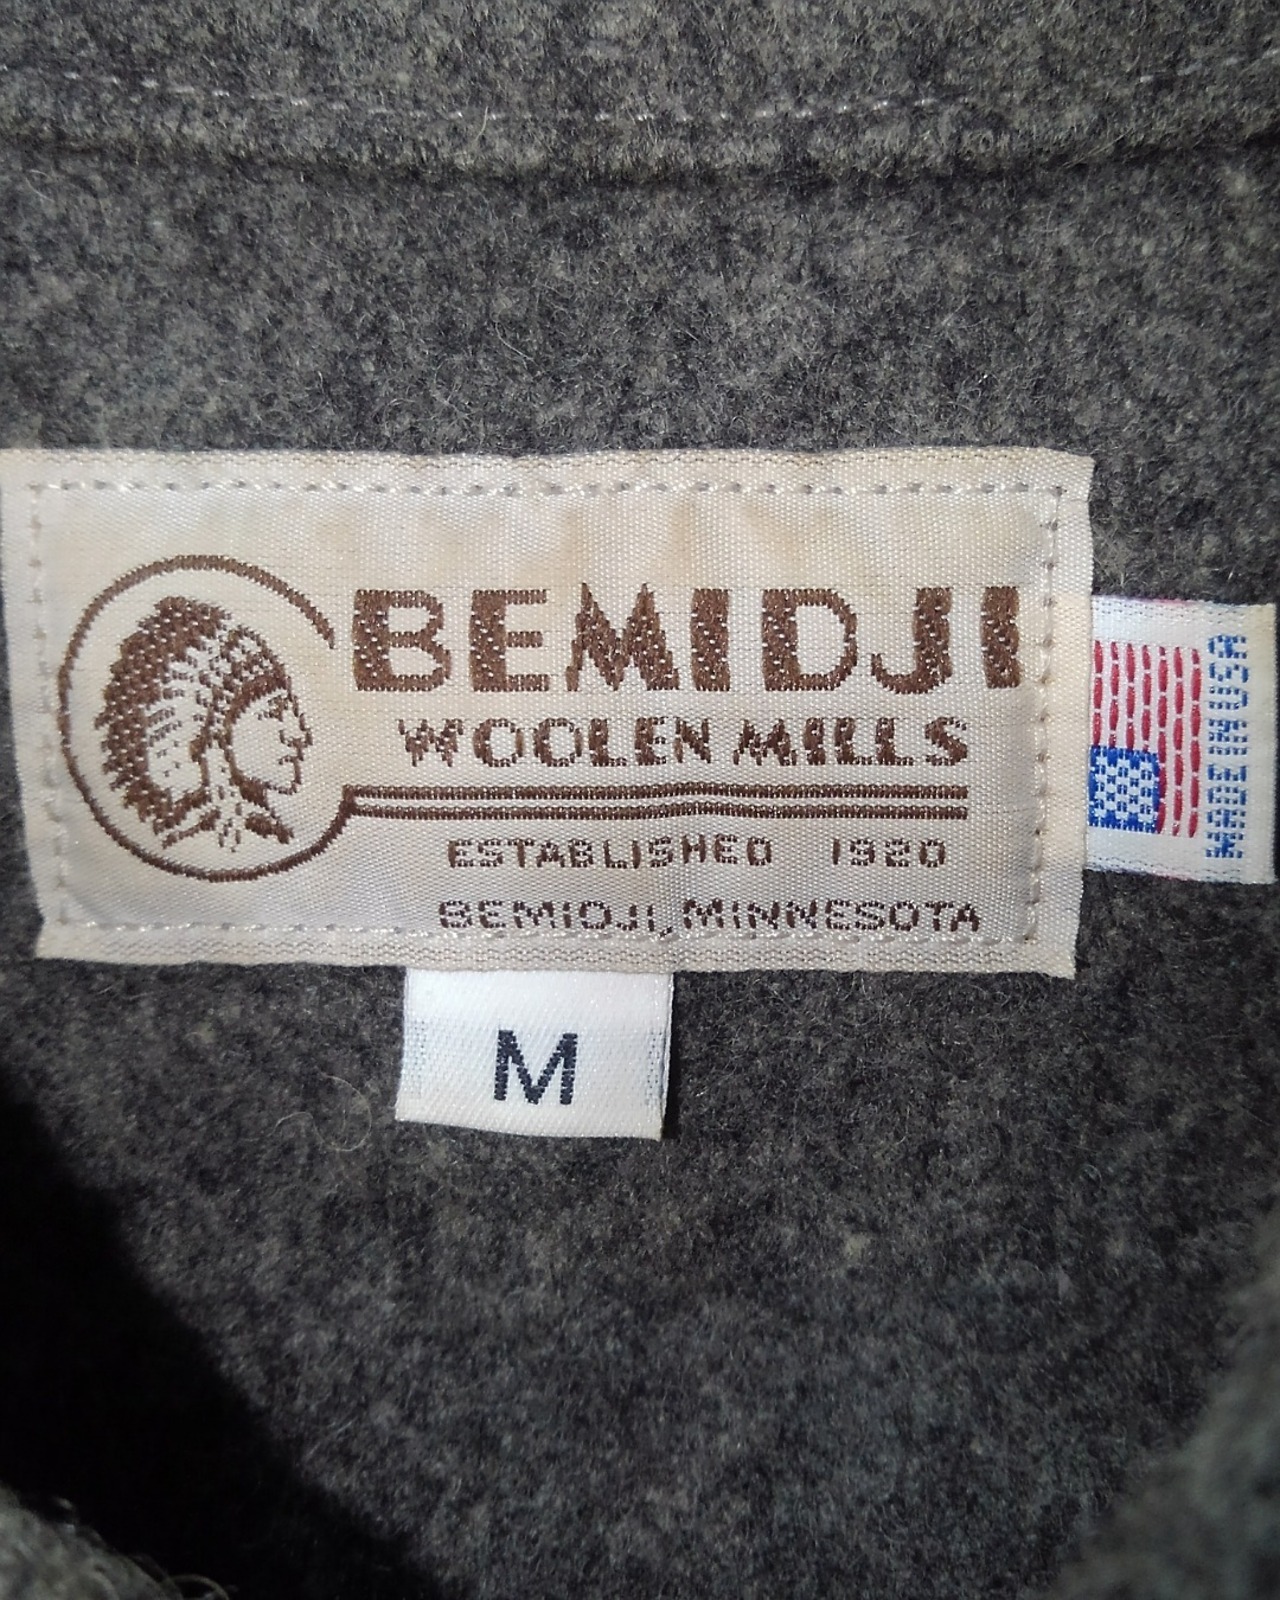 BEMIDJI
WOOLEN MILLS
ESTABLISHED 1920
BEMIDJI, MINNESOTA
MADE IN USA
M